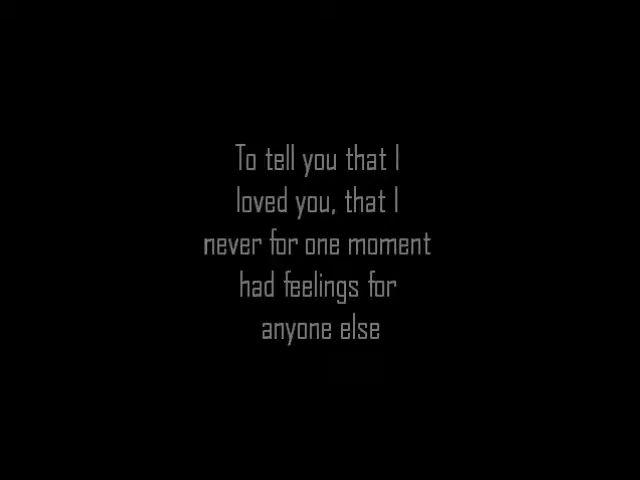 To tell you that I
loved you, that I
never for one moment
had feelings for
anyone else